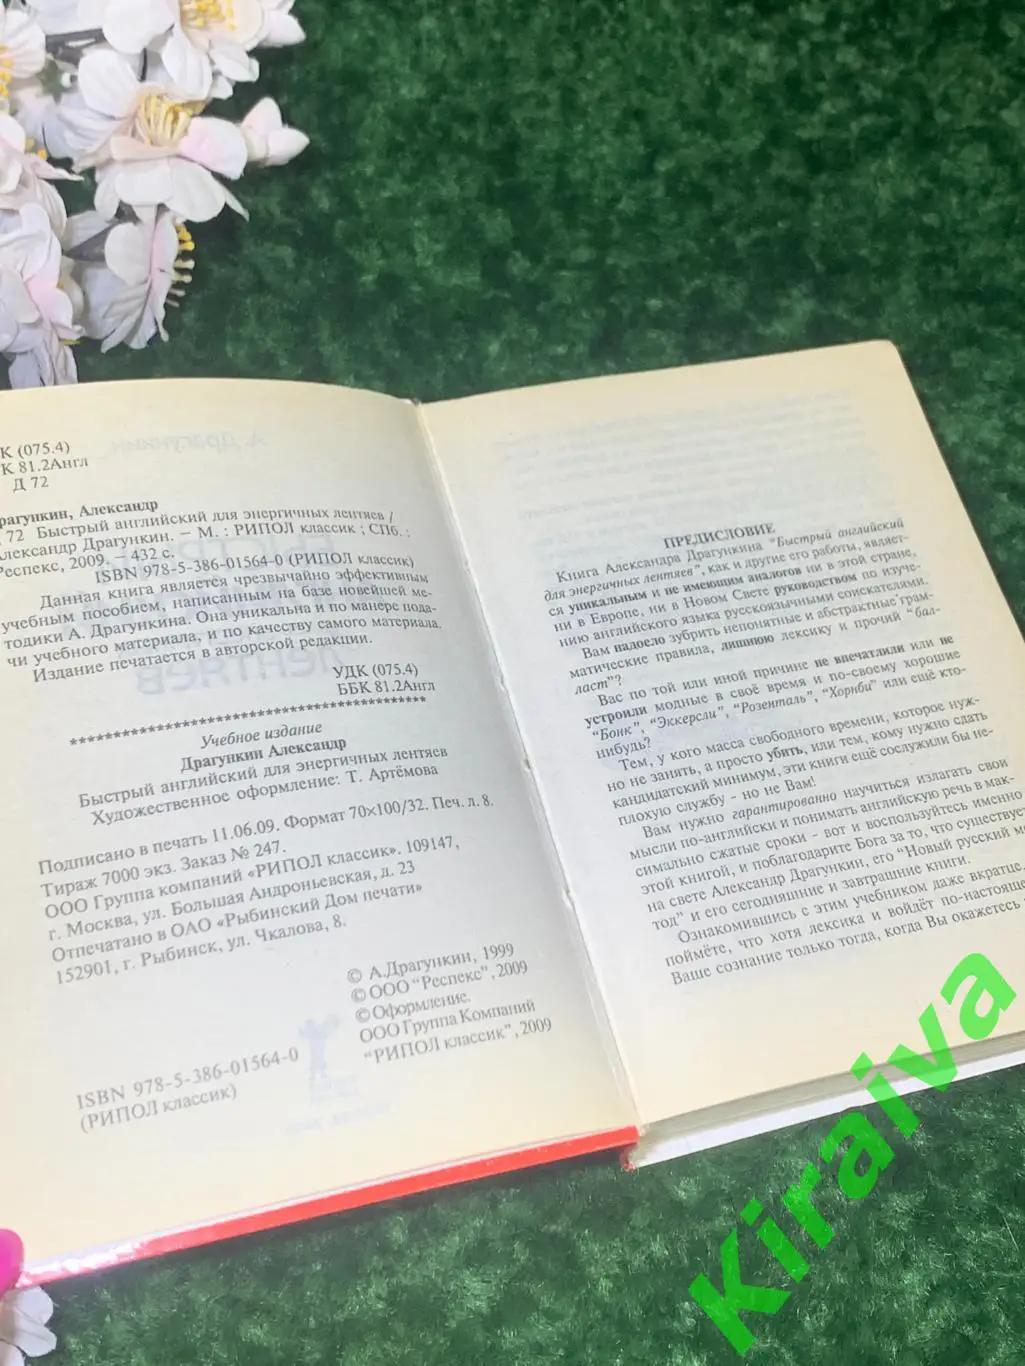 К (075.4)
К 81.2Англ
Д 72
рагункин, Александр
72 Быстрый английский для энергичных лентяев /
лександр Драгункин. – М. : РИПОЛ классик ; СПб. :
Респекс, 2009. – 432 с.
ISBN 978-5-386-01564-0 (РИПОЛ классик)
Данная книга является чрезвычайно эффективным
учебным пособием, написанным на базе новейшей ме-
тодики А. Драгункина. Она уникальна и по манере пода-
чи учебного материала, и по качеству самого материала.
Издание печатается в авторской редакции.
УДК (075.4)
ББК 81.2Англ
****************************************
Учебное издание
Драгункин Александр
Быстрый английский для энергичных лентяев
Художественное оформление: Т. Артёмова
Подписано в печать 11.06.09. Формат 70×100/32. Печ. л. 8.
Тираж 7000 экз. Заказ № 247.
ООО Группа компаний «РИПОЛ классик». 109147,
г. Москва, ул. Большая Андроньевская, д. 23
Отпечатано в ОАО «Рыбинский Дом печати»
152901, г. Рыбинск, ул. Чкалова, 8.
© А.Драгункин, 1999
© ООО "Респекс", 2009
© Оформление.
ООО Группа Компаний
"РИПОЛ классик", 2009
ISBN 978-5-386-01564-0
(РИПОЛ классик)
ПРЕДИСЛОВИЕ
Книга Александра Драгункина "Быстрый английский
для энергичных лентяев", как и другие его работы, являет-
ся уникальным и не имеющим аналогов ни в этой стране,
ни в Европе, ни в Новом Свете руководством по изуче-
нию английского языка русскоязычными соискателями.
Вам надоело зубрить непонятные и абстрактные грам-
матические правила, лишнюю лексику и прочий "бал-
ласт"?
Вас по той или иной причине не впечатлили или не
устроили модные в своё время и по-своему хорошие
"Бонк", "Эккерсли", "Розенталь", "Хорнби" или ещё кто-
нибудь?
Тем, у кого масса свободного времени, которое нуж-
но не занять, а просто убить, или тем, кому нужно сдать
кандидатский минимум, эти книги ещё сослужили бы не-
плохую службу - но не Вам!
Вам нужно гарантированно научиться излагать свои
мысли по-английски и понимать английскую речь в мак-
симально сжатые сроки - вот и воспользуйтесь именно
этой книгой, и поблагодарите Бога за то, что существует
на свете Александр Драгункин, его "Новый русский ме-
тод" и его сегодняшние и завтрашние книги.
Ознакомившись с этим учебником даже вкратце,
поймёте, что хотя лексика и войдёт по-настояще
Ваше сознание только тогда, когда Вы окажетесь
Kiraiva